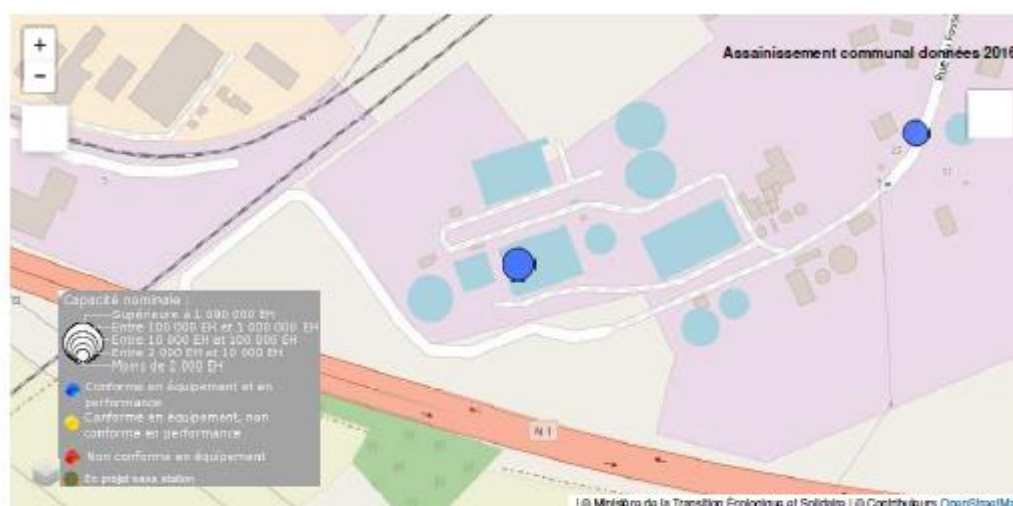 +
Assainissement communal données 2016
−
Capacité nominale :
Supérieure à 1 000 000 EH
Entre 100 000 EH et 1 000 000 EH
Entre 10 000 EH et 100 000 EH
Entre 2 000 EH et 10 000 EH
Moins de 2 000 EH
Conforme en équipement et en
performance
Conforme en équipement, non
conforme en performance
Non conforme en équipement
En projet sans station
N 1
| © Ministère de la Transition Écologique et Solidaire | © Contributeurs OpenStreetMa